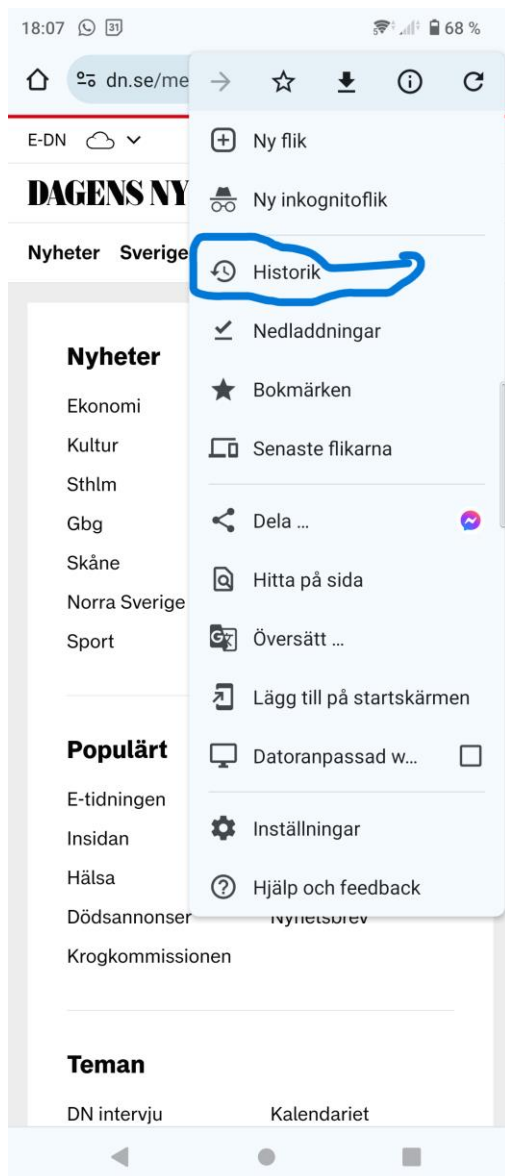 18:07 31 68 %
dn.se/me
E-DN
DAGENS NY
Nyheter Sverige
Ny flik
Ny inkognitoflik
Historik
Nedladdningar
Bokmärken
Senaste flikarna
Dela ...
Hitta på sida
Översätt ...
Lägg till på startskärmen
Datoranpassad w...
Inställningar
Hjälp och feedback
Nyheter
Ekonomi
Kultur
Sthlm
Gbg
Skåne
Norra Sverige
Sport
Populärt
E-tidningen
Insidan
Hälsa
Dödsannonser Nyhetsbrev
Krogkommissionen
Teman
DN intervju Kalendariet